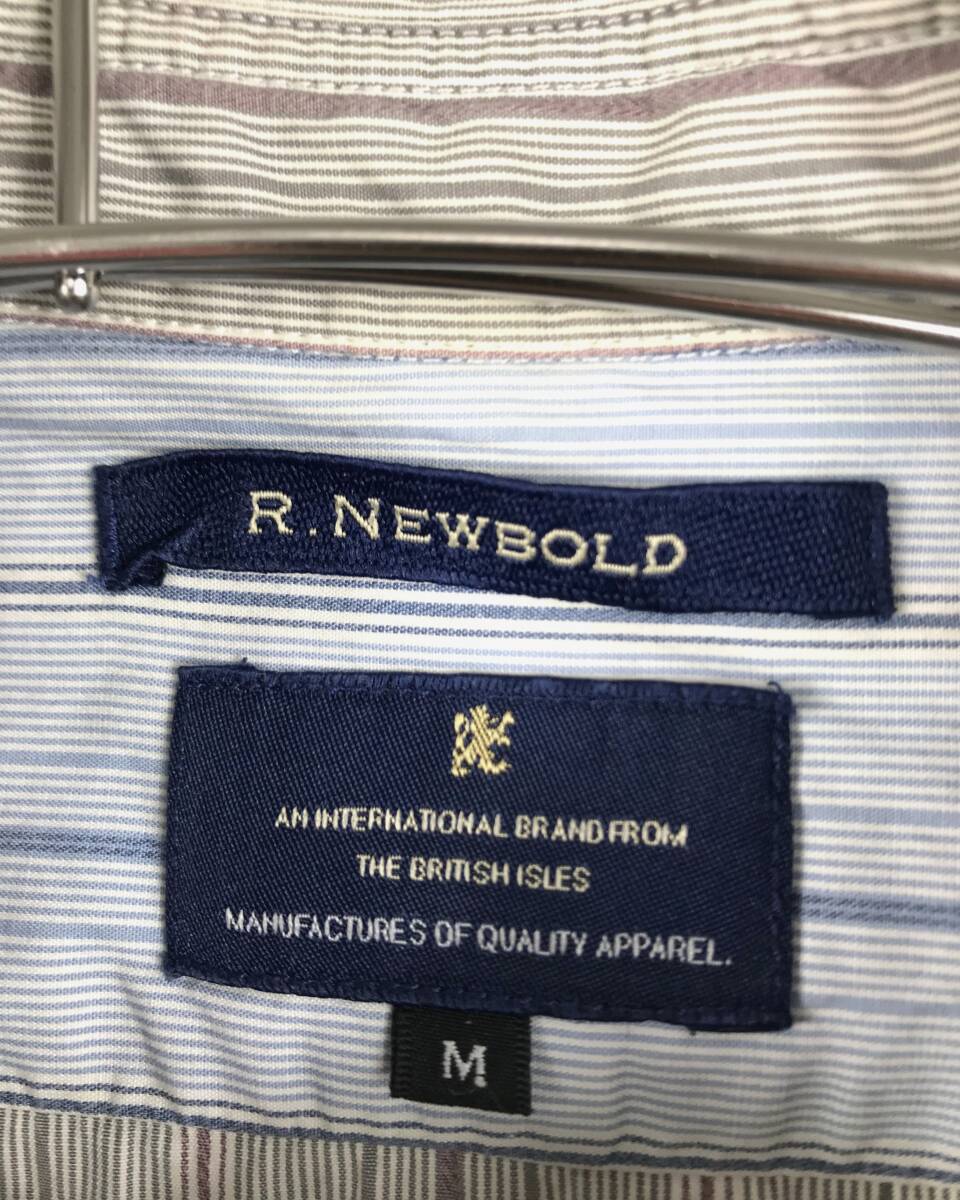 R. NEWBOLD
AN INTERNATIONAL BRAND FROM
THE BRITISH ISLES
MANUFACTURES OF QUALITY APPAREL.
M